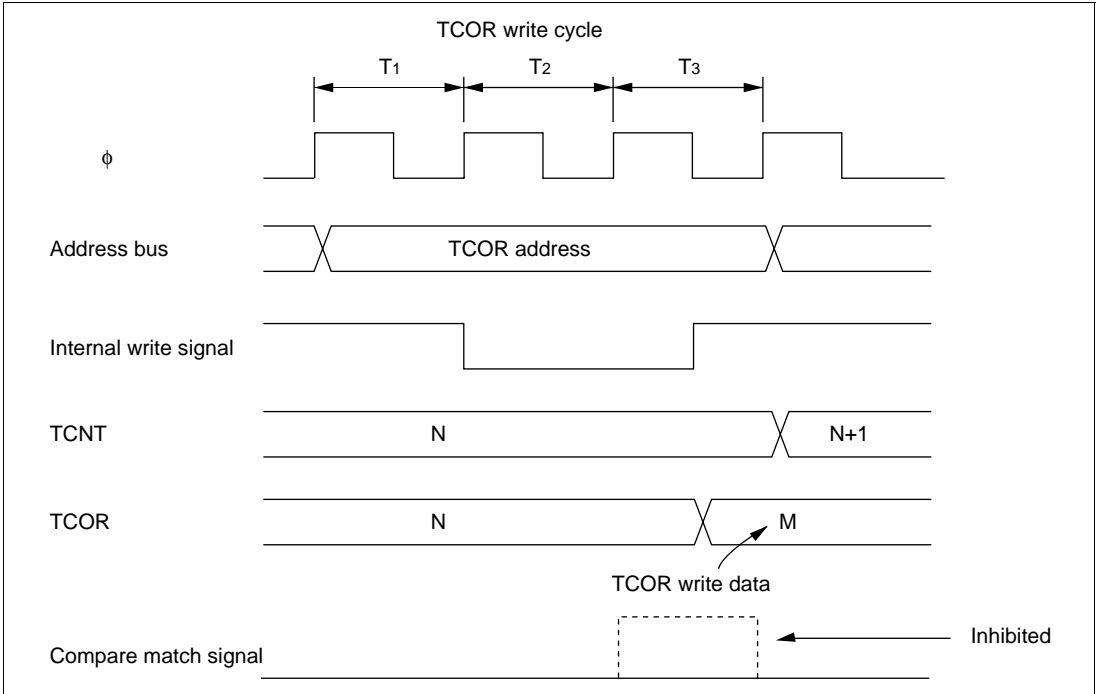 TCOR write cycle
T1 T2 T3
ϕ
Address bus TCOR address
Internal write signal
TCNT N N+1
TCOR N M
TCOR write data
Inhibited
Compare match signal